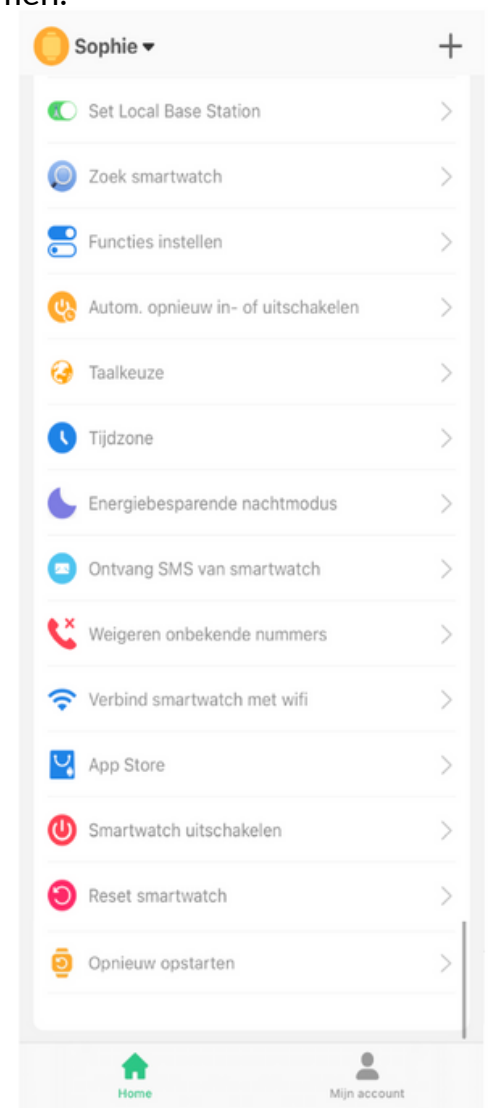 Sophie
Set Local Base Station
Zoek smartwatch
Functies instellen
Autom. opnieuw in- of uitschakelen
Taalkeuze
Tijdzone
Energiebesparende nachtmodus
Ontvang SMS van smartwatch
Weigeren onbekende nummers
Verbind smartwatch met wifi
App Store
Smartwatch uitschakelen
Reset smartwatch
Opnieuw opstarten
Home
Mijn account